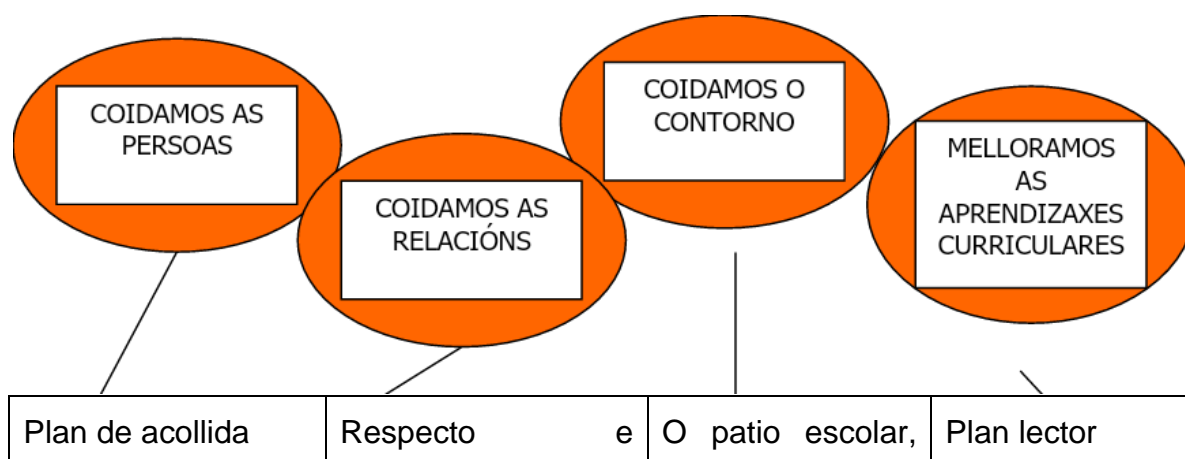 COIDAMOS AS
PERSOAS
COIDAMOS AS
RELACIÓNS
COIDAMOS O
CONTORNO
MELLORAMOS
AS
APRENDIZAXES
CURRICULARES
Plan de acollida
Respecto e
O patio escolar,
Plan lector